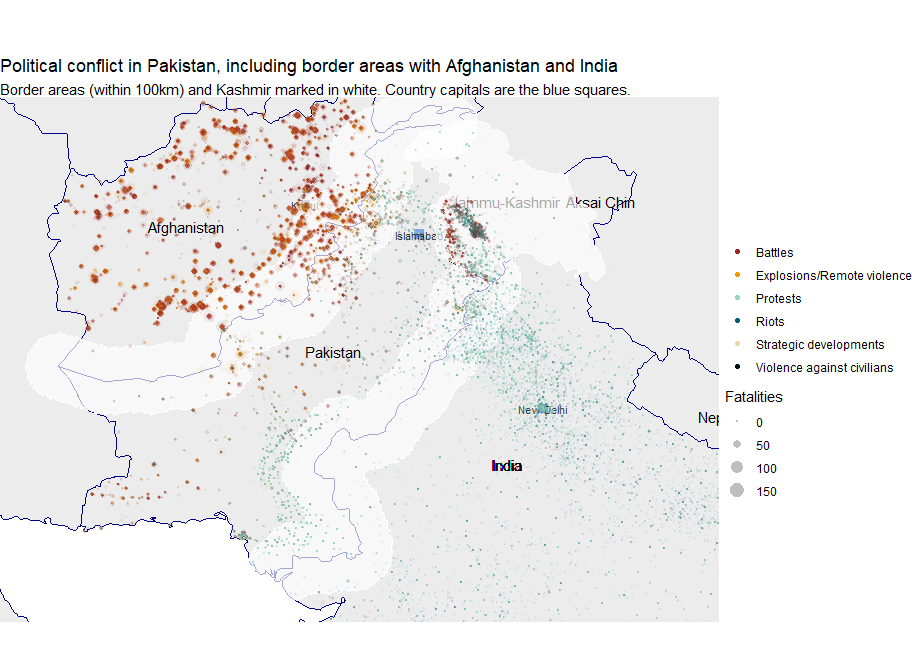 Political conflict in Pakistan, including border areas with Afghanistan and India
Border areas (within 100km) and Kashmir marked in white. Country capitals are the blue squares.
Jammu-Kashmir Aksai Chin
Afghanistan
Islamabad
Pakistan
New Delhi
Nep
India
Battles
Explosions/Remote violence
Protests
Riots
Strategic developments
Violence against civilians
Fatalities
0
50
100
150